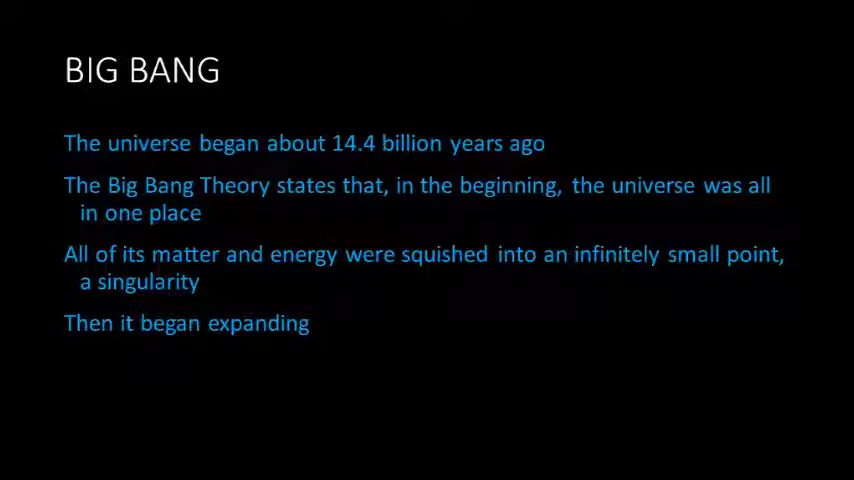 BIG BANG
The universe began about 14.4 billion years ago
The Big Bang Theory states that, in the beginning, the universe was all
in one place
All of its matter and energy were squished into an infinitely small point,
a singularity
Then it began expanding